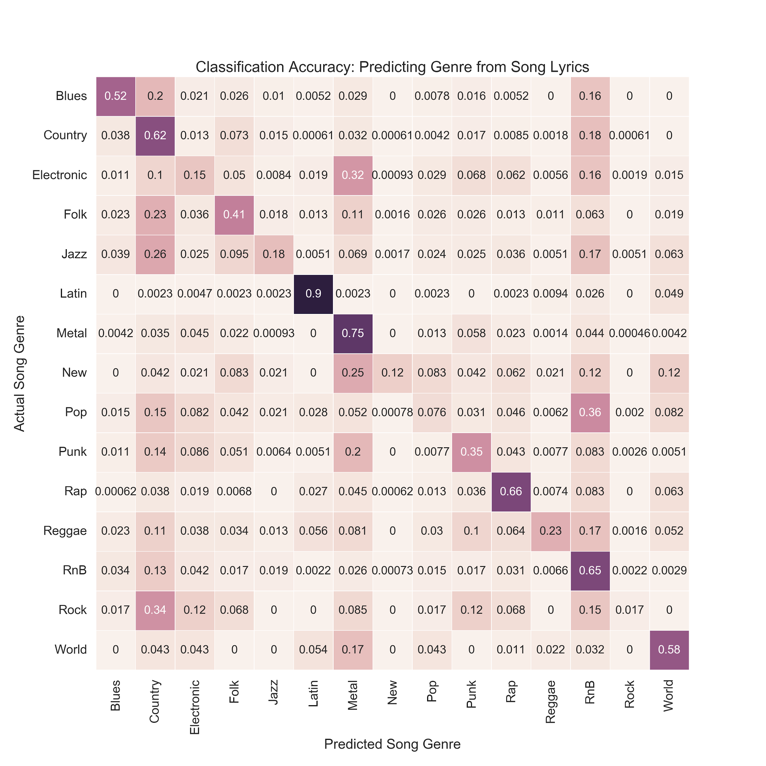 Classification Accuracy: Predicting Genre from Song Lyrics
Blues 0.52 0.2 0.021 0.026 0.01 0.0052 0.029 0 0.0078 0.016 0.0052 0 0.16 0 0
Country 0.038 0.62 0.013 0.073 0.015 0.00061 0.032 0.00061 0.0042 0.017 0.0085 0.0018 0.18 0.00061 0
Electronic 0.011 0.1 0.15 0.05 0.0084 0.019 0.32 0.00093 0.029 0.068 0.062 0.0056 0.16 0.0019 0.015
Folk 0.023 0.23 0.036 0.41 0.018 0.013 0.11 0.0016 0.026 0.026 0.013 0.011 0.063 0 0.019
Jazz 0.039 0.26 0.025 0.095 0.18 0.0051 0.069 0.0017 0.024 0.025 0.036 0.0051 0.17 0.0051 0.063
Latin 0 0.0023 0.0047 0.0023 0.0023 0.9 0.0023 0 0.0023 0 0.0023 0.0094 0.026 0 0.049
Metal 0.0042 0.035 0.045 0.022 0.00093 0 0.75 0 0.013 0.058 0.023 0.0014 0.044 0.00046 0.0042
New 0 0.042 0.021 0.083 0.021 0 0.25 0.12 0.083 0.042 0.062 0.021 0.12 0 0.12
Pop 0.015 0.15 0.082 0.042 0.021 0.028 0.052 0.00078 0.076 0.031 0.046 0.0062 0.36 0.002 0.082
Punk 0.011 0.14 0.086 0.051 0.0064 0.0051 0.2 0 0.0077 0.35 0.043 0.0077 0.083 0.0026 0.0051
Rap 0.00062 0.038 0.019 0.0068 0 0.027 0.045 0.00062 0.013 0.036 0.66 0.0074 0.083 0 0.063
Reggae 0.023 0.11 0.038 0.034 0.013 0.056 0.081 0 0.03 0.1 0.064 0.23 0.17 0.0016 0.052
RnB 0.034 0.13 0.042 0.017 0.019 0.0022 0.026 0.00073 0.015 0.017 0.031 0.0066 0.65 0.0022 0.0029
Rock 0.017 0.34 0.12 0.068 0 0 0.085 0 0.017 0.12 0.068 0 0.15 0.017 0
World 0 0.043 0.043 0 0 0.054 0.17 0 0.043 0 0.011 0.022 0.032 0 0.58
Actual Song Genre
Blues Country Electronic Folk Jazz Latin Metal New Pop Punk Rap Reggae RnB Rock World
Predicted Song Genre